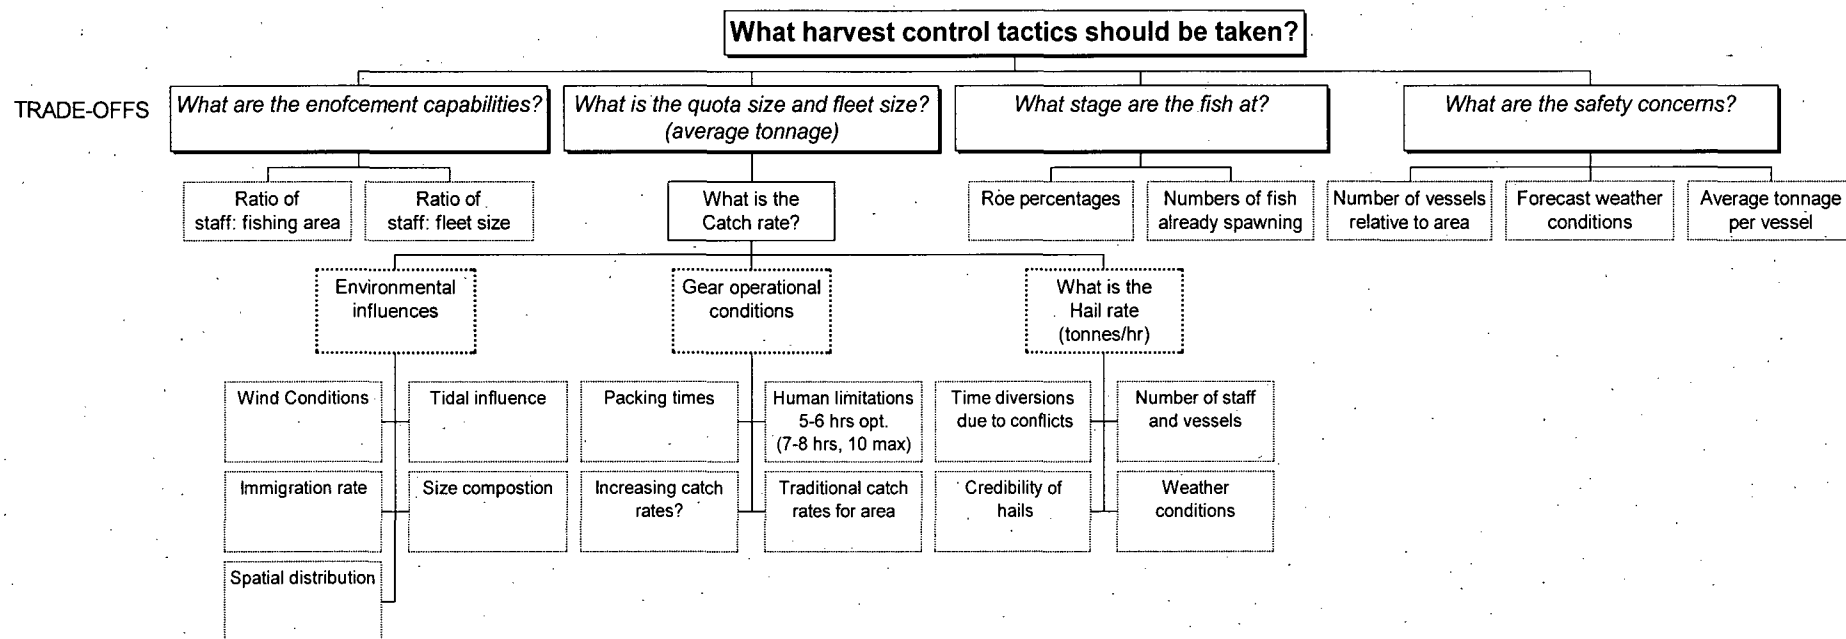 What harvest control tactics should be taken?
TRADE-OFFS
What are the enofcement capabilities?
What is the quota size and fleet size?
(average tonnage)
What stage are the fish at?
What are the safety concerns?
Ratio of
staff: fishing area
Ratio of
staff: fleet size
What is the
Catch rate?
Roe percentages
Numbers of fish
already spawning
Number of vessels
relative to area
Forecast weather
conditions
Average tonnage
per vessel
Environmental
influences
Gear operational
conditions
What is the
Hail rate
(tonnes/hr)
Wind Conditions
Tidal influence
Packing times
Human limitations
5-6 hrs opt.
(7-8 hrs, 10 max)
Time diversions
due to conflicts
Number of staff
and vessels
Immigration rate
Size compostion
Increasing catch
rates?
Traditional catch
rates for area
Credibility of
hails
Weather
conditions
Spatial distribution